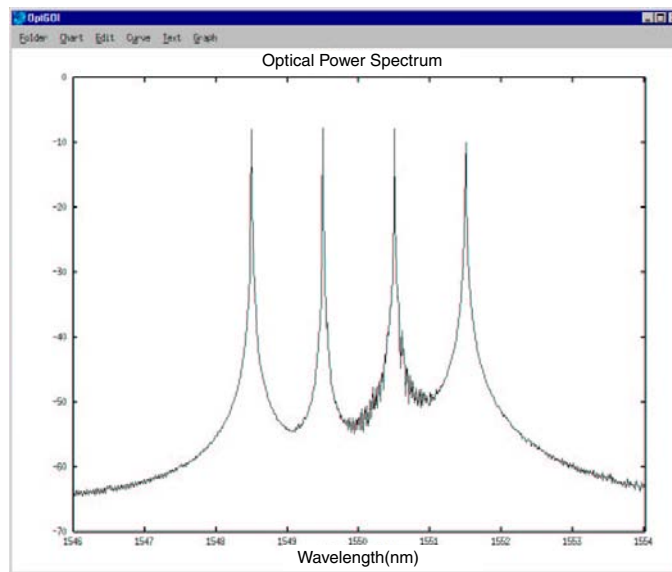 OptGUI
Folder Chart Edit Curve Text Graph
Optical Power Spectrum
0
-10
-20
-30
-40
-50
-60
-70
1546 1547 1548 1549 1550 1551 1552 1553 1554
Wavelength(nm)